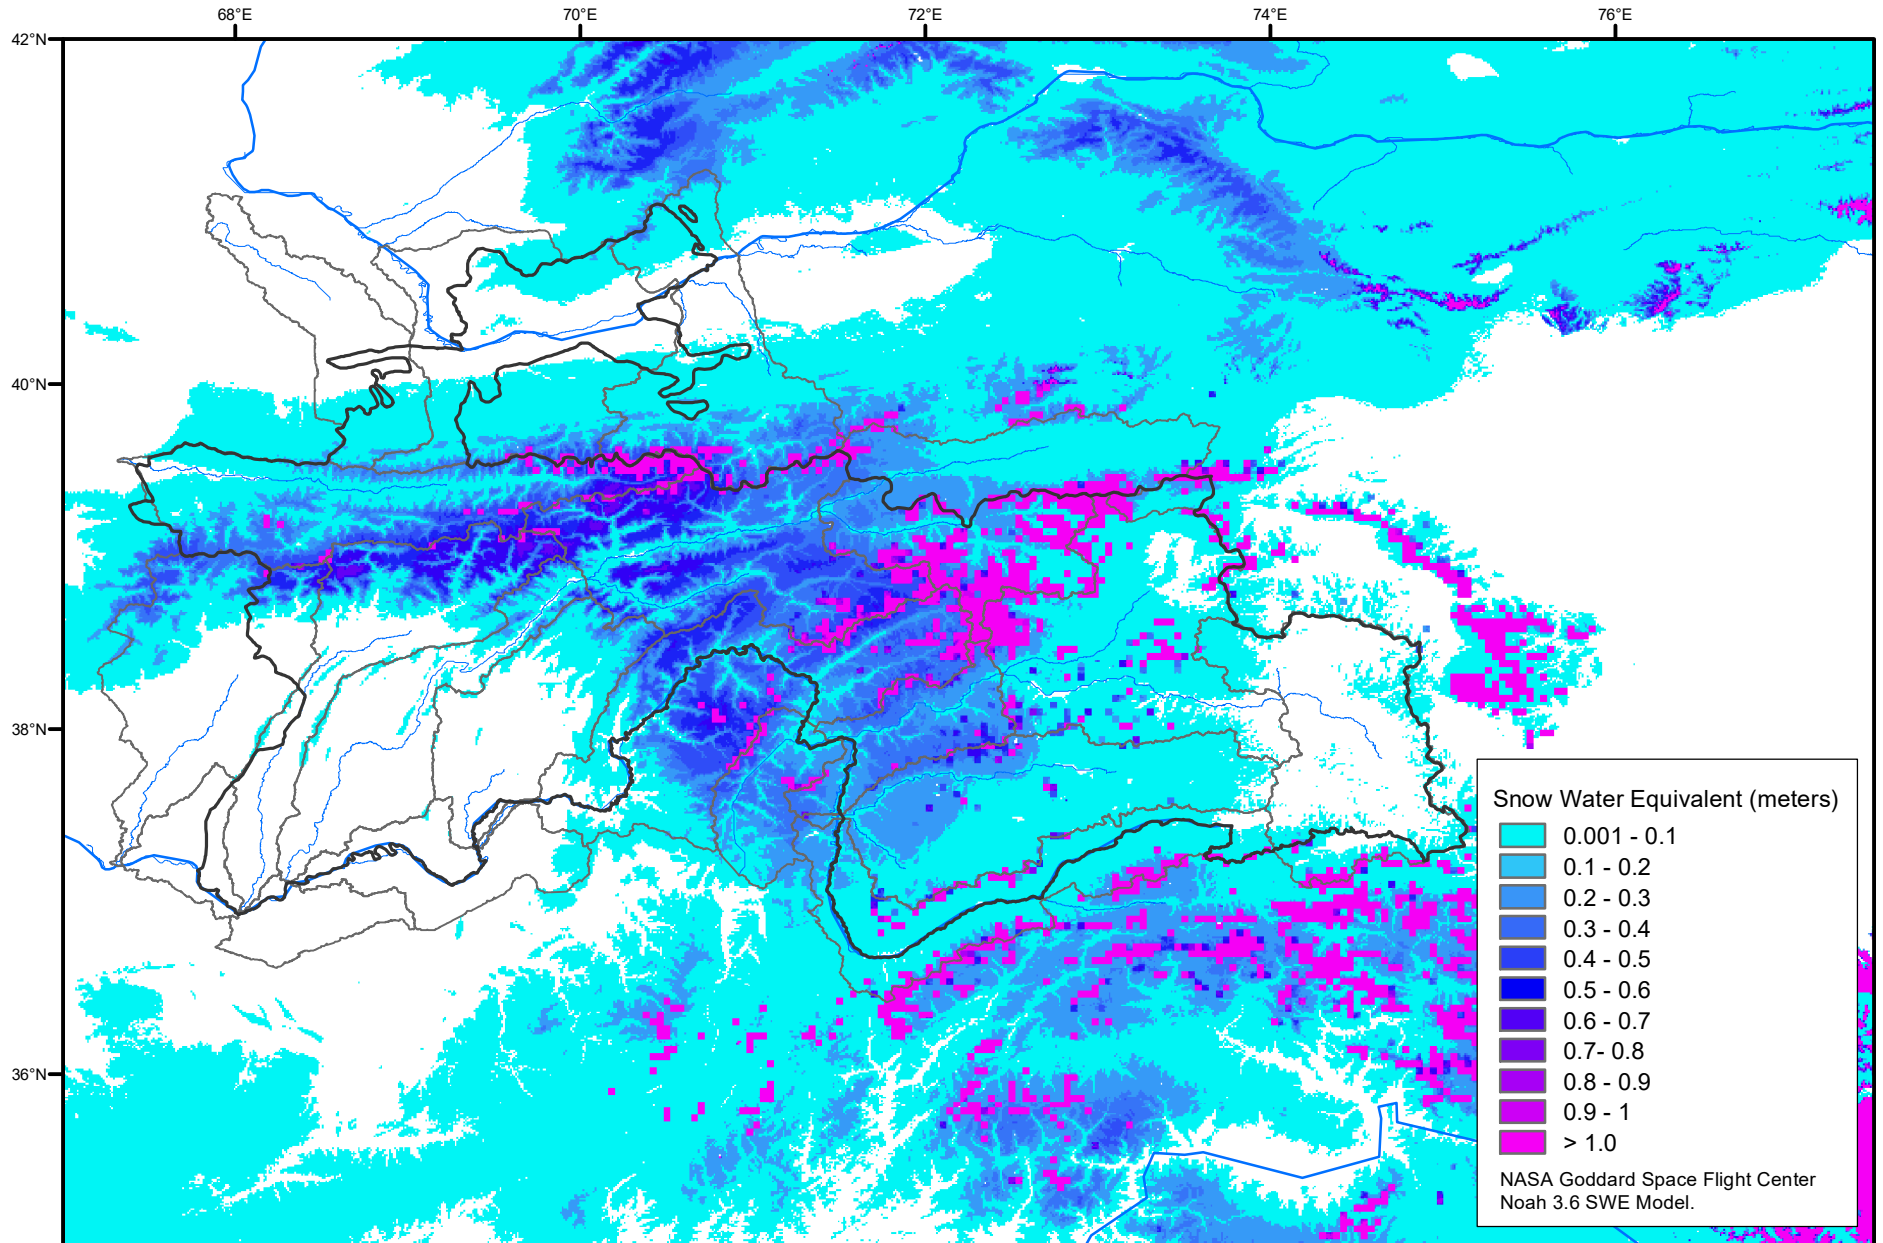 68°E 70°E 72°E 74°E 76°E
42°N
40°N
38°N
36°N
Snow Water Equivalent (meters)
0.001 - 0.1
0.1 - 0.2
0.2 - 0.3
0.3 - 0.4
0.4 - 0.5
0.5 - 0.6
0.6 - 0.7
0.7- 0.8
0.8 - 0.9
0.9 - 1
> 1.0
NASA Goddard Space Flight Center
Noah 3.6 SWE Model.